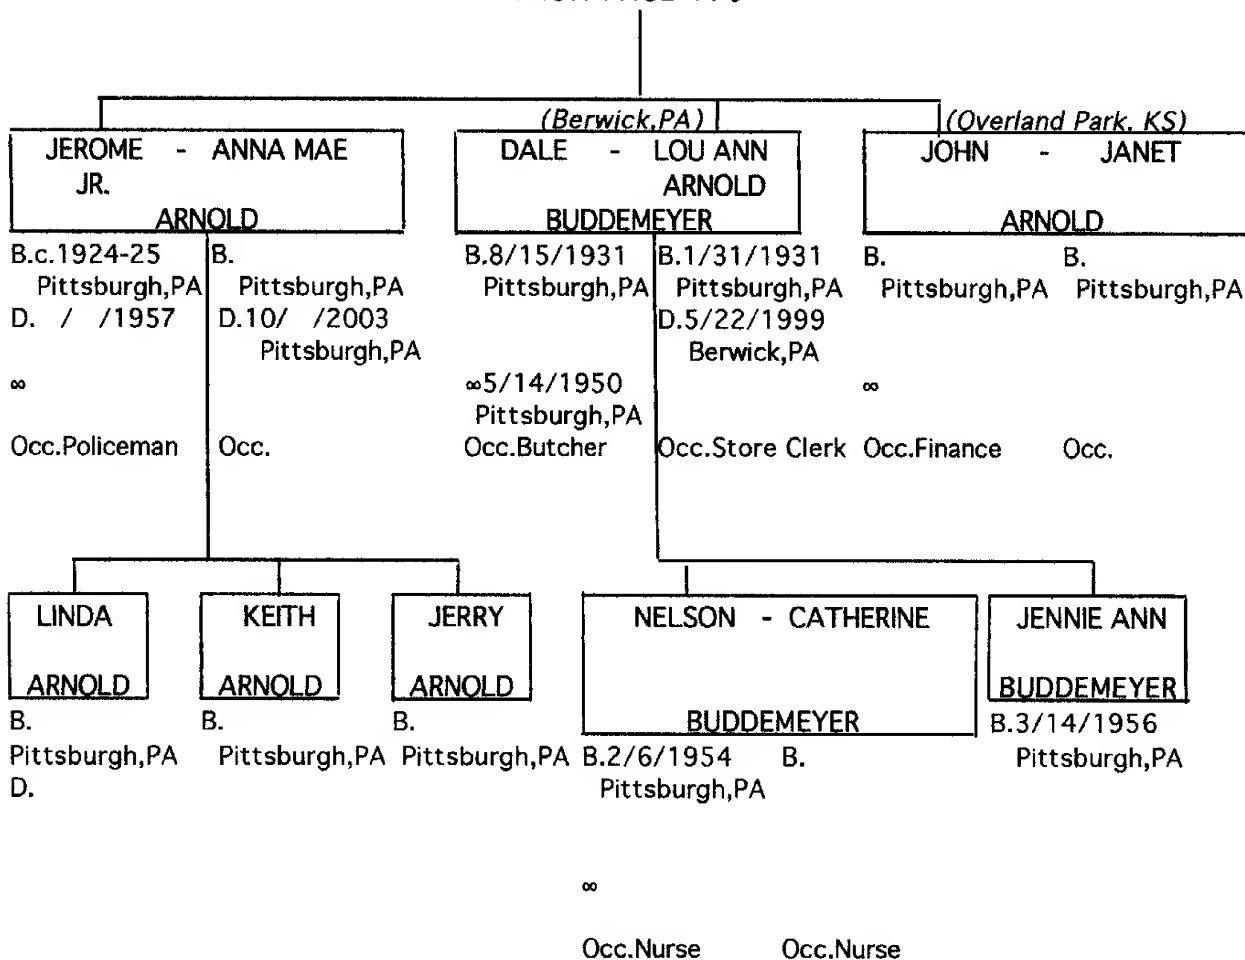 (Berwick,PA)
(Overland Park, KS)
JEROME - ANNA MAE
JR.
ARNOLD
DALE - LOU ANN
ARNOLD
BUDDEMEYER
JOHN - JANET
ARNOLD
B.c.1924-25 B.
Pittsburgh,PA Pittsburgh,PA
D. / /1957 D.10/ /2003
Pittsburgh,PA
∞
Occ.Policeman Occ.
B.8/15/1931 B.1/31/1931
Pittsburgh,PA Pittsburgh,PA
D.5/22/1999
Berwick,PA
∞5/14/1950
Pittsburgh,PA
Occ.Butcher Occ.Store Clerk
B. B.
Pittsburgh,PA Pittsburgh,PA
∞
Occ.Finance Occ.
LINDA
ARNOLD
B.
Pittsburgh,PA
D.
KEITH
ARNOLD
B.
Pittsburgh,PA
JERRY
ARNOLD
B.
Pittsburgh,PA
NELSON - CATHERINE
BUDDEMEYER
B.2/6/1954 B.
Pittsburgh,PA
∞
Occ.Nurse Occ.Nurse
JENNIE ANN
BUDDEMEYER
B.3/14/1956
Pittsburgh,PA